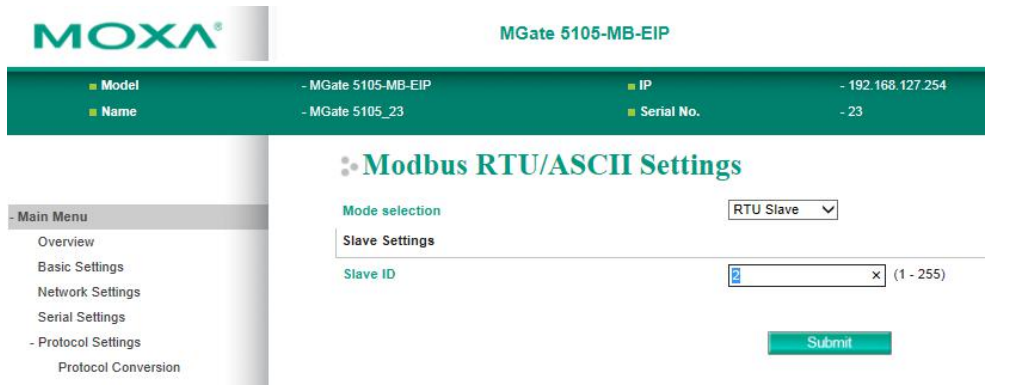 MOXA®
MGate 5105-MB-EIP
Model - MGate 5105-MB-EIP IP - 192.168.127.254
Name - MGate 5105_23 Serial No. - 23
Modbus RTU/ASCII Settings
Mode selection RTU Slave
Slave Settings
Slave ID 2 × (1 - 255)
Submit
- Main Menu
Overview
Basic Settings
Network Settings
Serial Settings
- Protocol Settings
Protocol Conversion